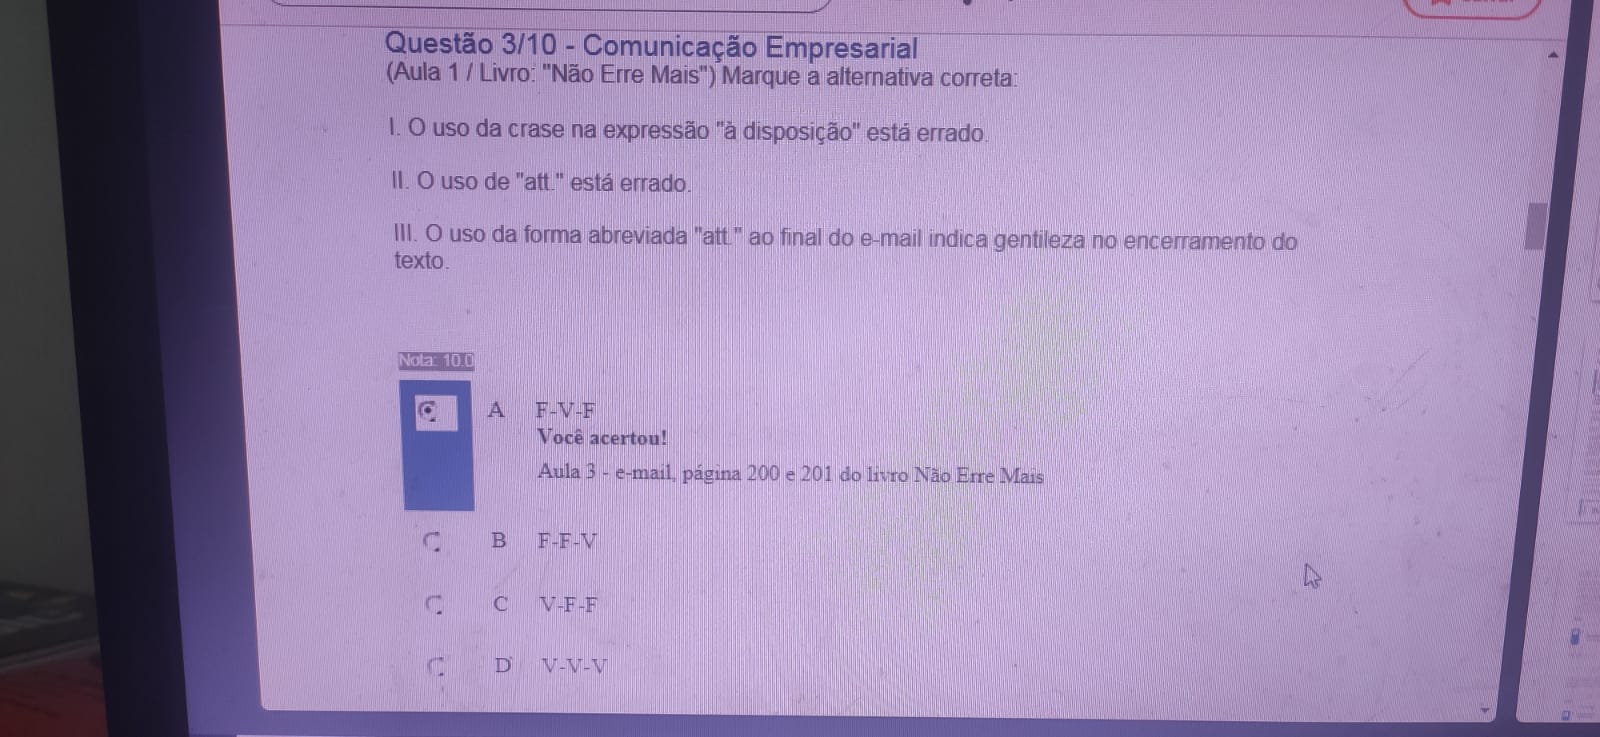 Questão 3/10 - Comunicação Empresarial
(Aula 1 / Livro: "Não Erre Mais") Marque a alternativa correta:
I. O uso da crase na expressão "à disposição" está errado.
II. O uso de "att." está errado.
III. O uso da forma abreviada "att." ao final do e-mail indica gentileza no encerramento do
texto.
Nota: 10.0
A F-V-F
Você acertou!
Aula 3 - e-mail, página 200 e 201 do livro Não Erre Mais
B F-F-V
C V-F-F
D V-V-V